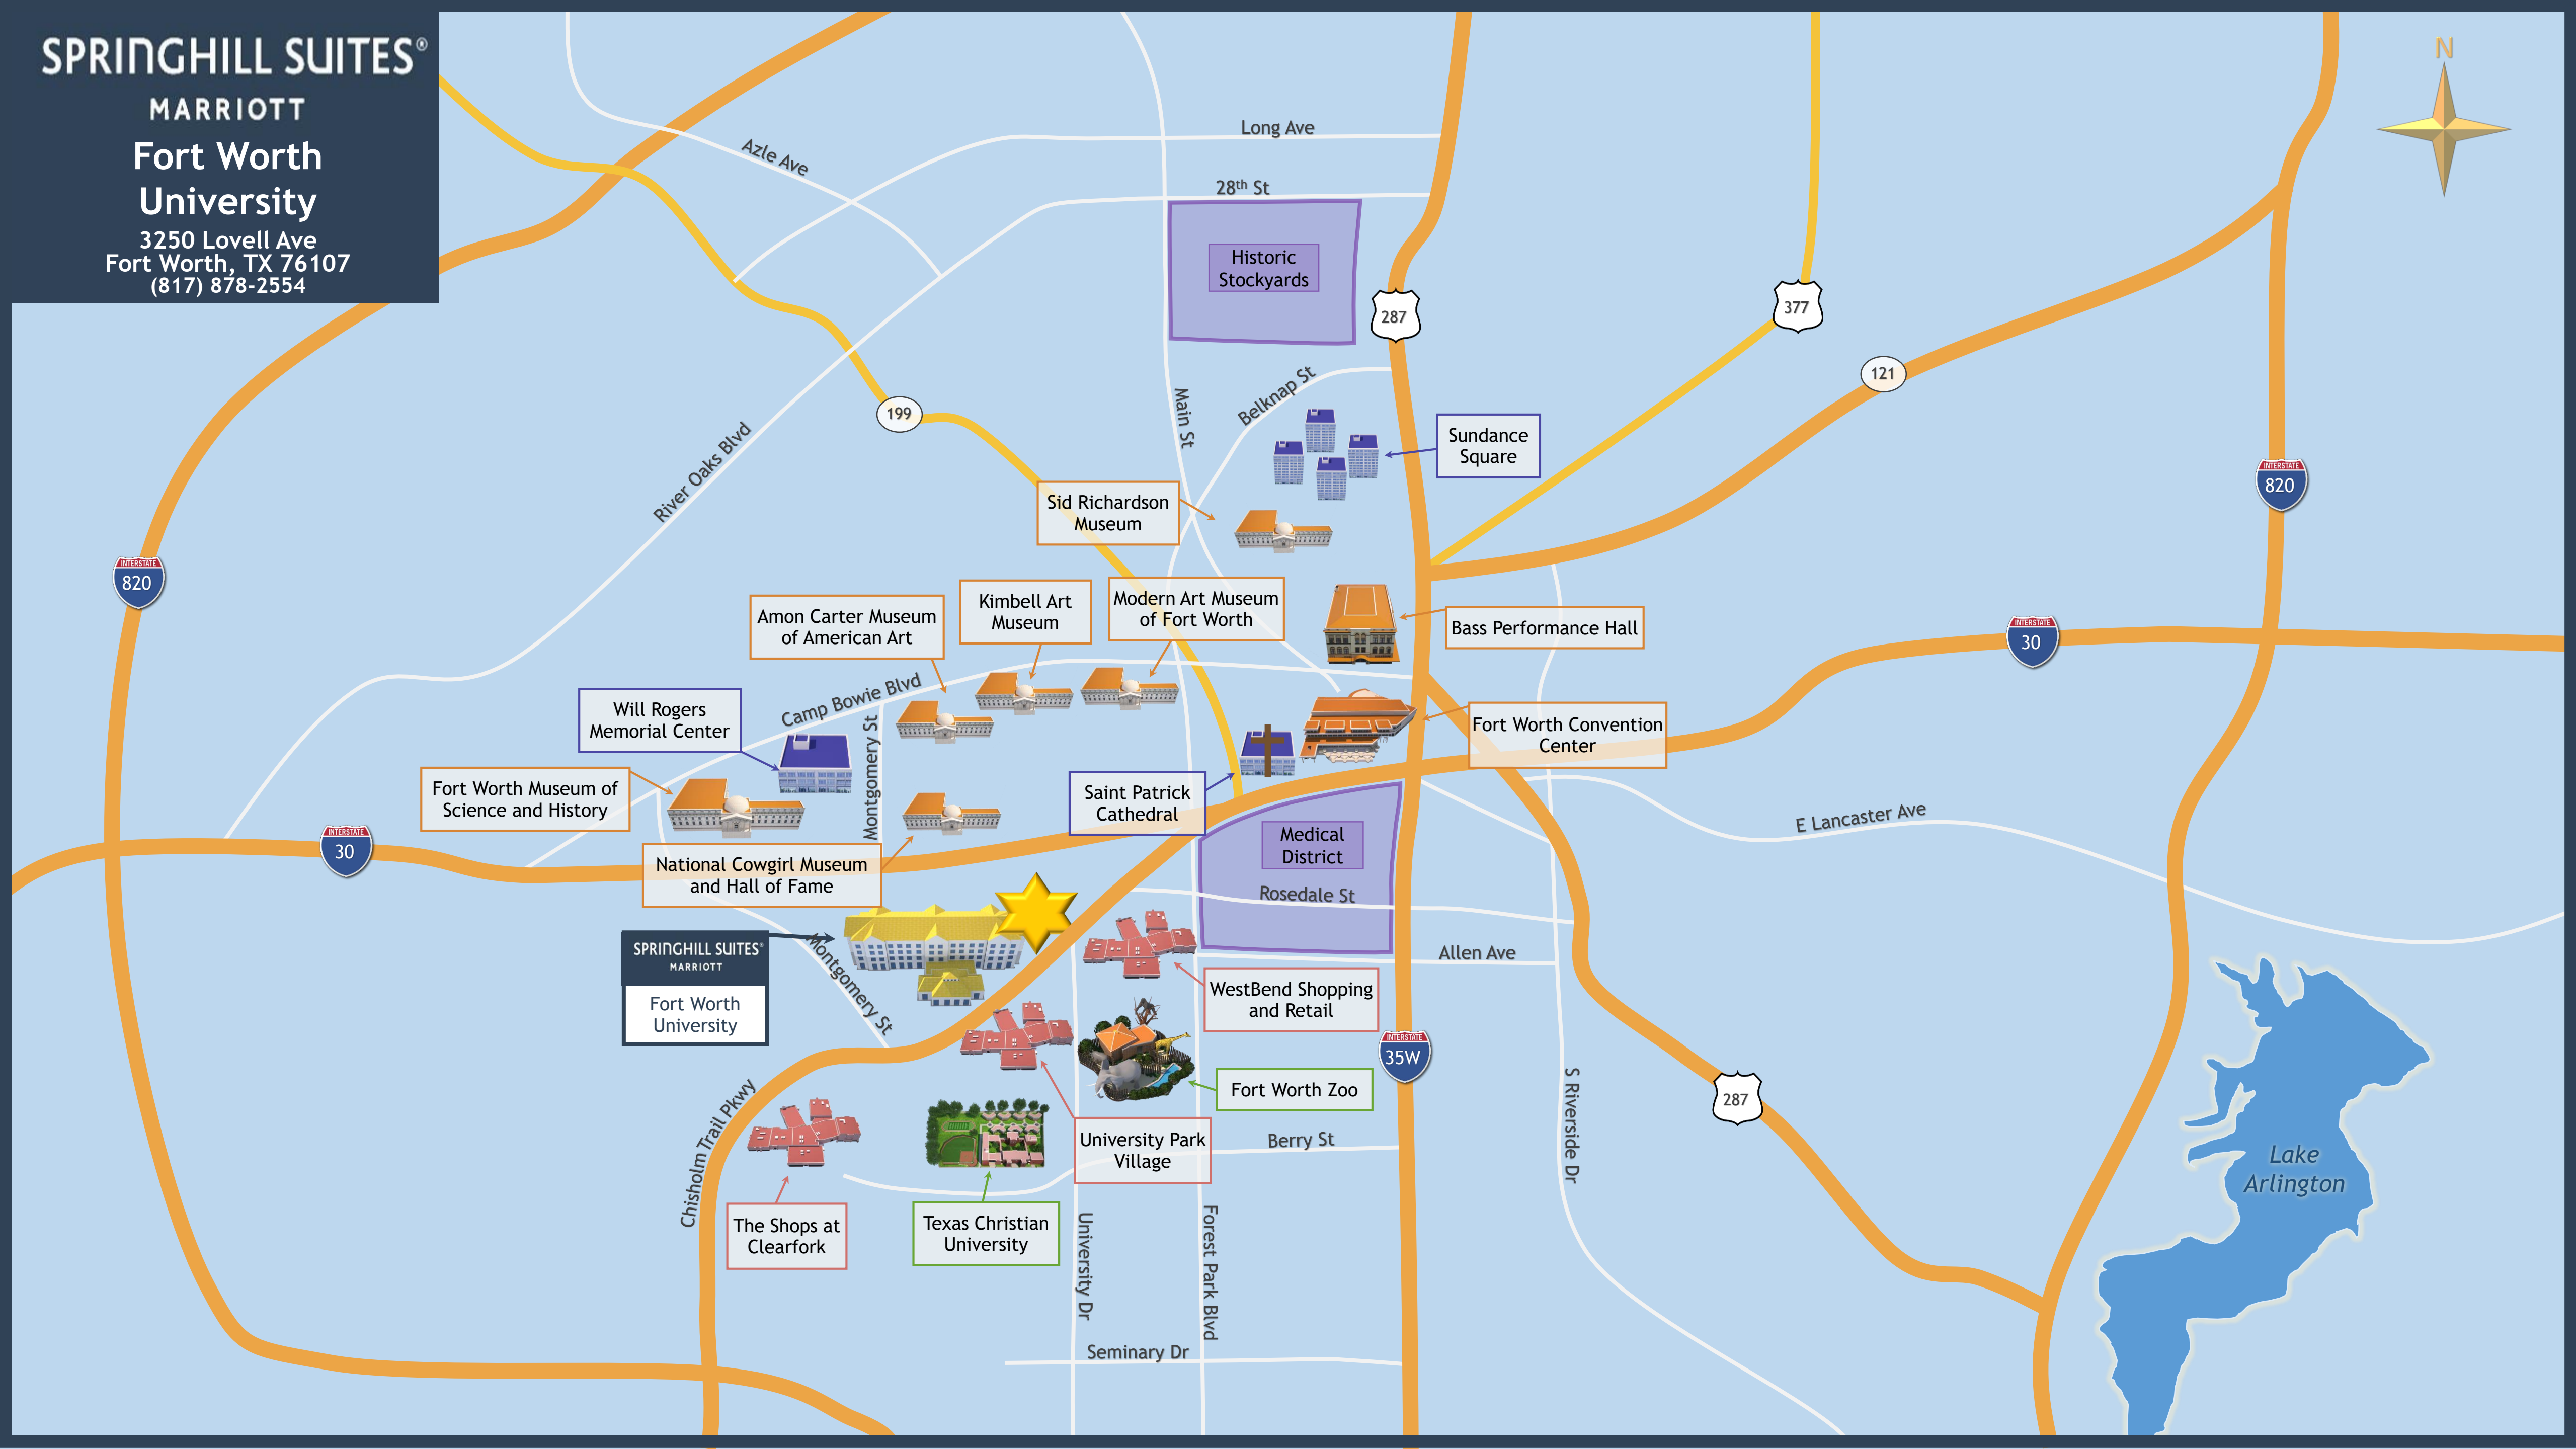 SPRINGHILL SUITES®
MARRIOTT
Fort Worth
University
3250 Lovell Ave
Fort Worth, TX 76107
(817) 878-2554
N
Long Ave
Azle Ave
28th St
Historic
Stockyards
287
377
121
199
Main St
Belknap St
Sundance
Square
River Oaks Blvd
INTERSTATE
820
Sid Richardson
Museum
INTERSTATE
820
Amon Carter Museum
of American Art
Kimbell Art
Museum
Modern Art Museum
of Fort Worth
Bass Performance Hall
INTERSTATE
30
Will Rogers
Memorial Center
Camp Bowie Blvd
Montgomery St
Fort Worth Convention
Center
Fort Worth Museum of
Science and History
Saint Patrick
Cathedral
E Lancaster Ave
INTERSTATE
30
National Cowgirl Museum
and Hall of Fame
Medical
District
Rosedale St
SPRINGHILL SUITES®
MARRIOTT
Fort Worth
University
Montgomery St
Allen Ave
WestBend Shopping
and Retail
INTERSTATE
35W
Fort Worth Zoo
287
S Riverside Dr
Chisholm Trail Pkwy
University Park
Village
Berry St
Lake
Arlington
The Shops at
Clearfork
Texas Christian
University
University Dr
Forest Park Blvd
Seminary Dr